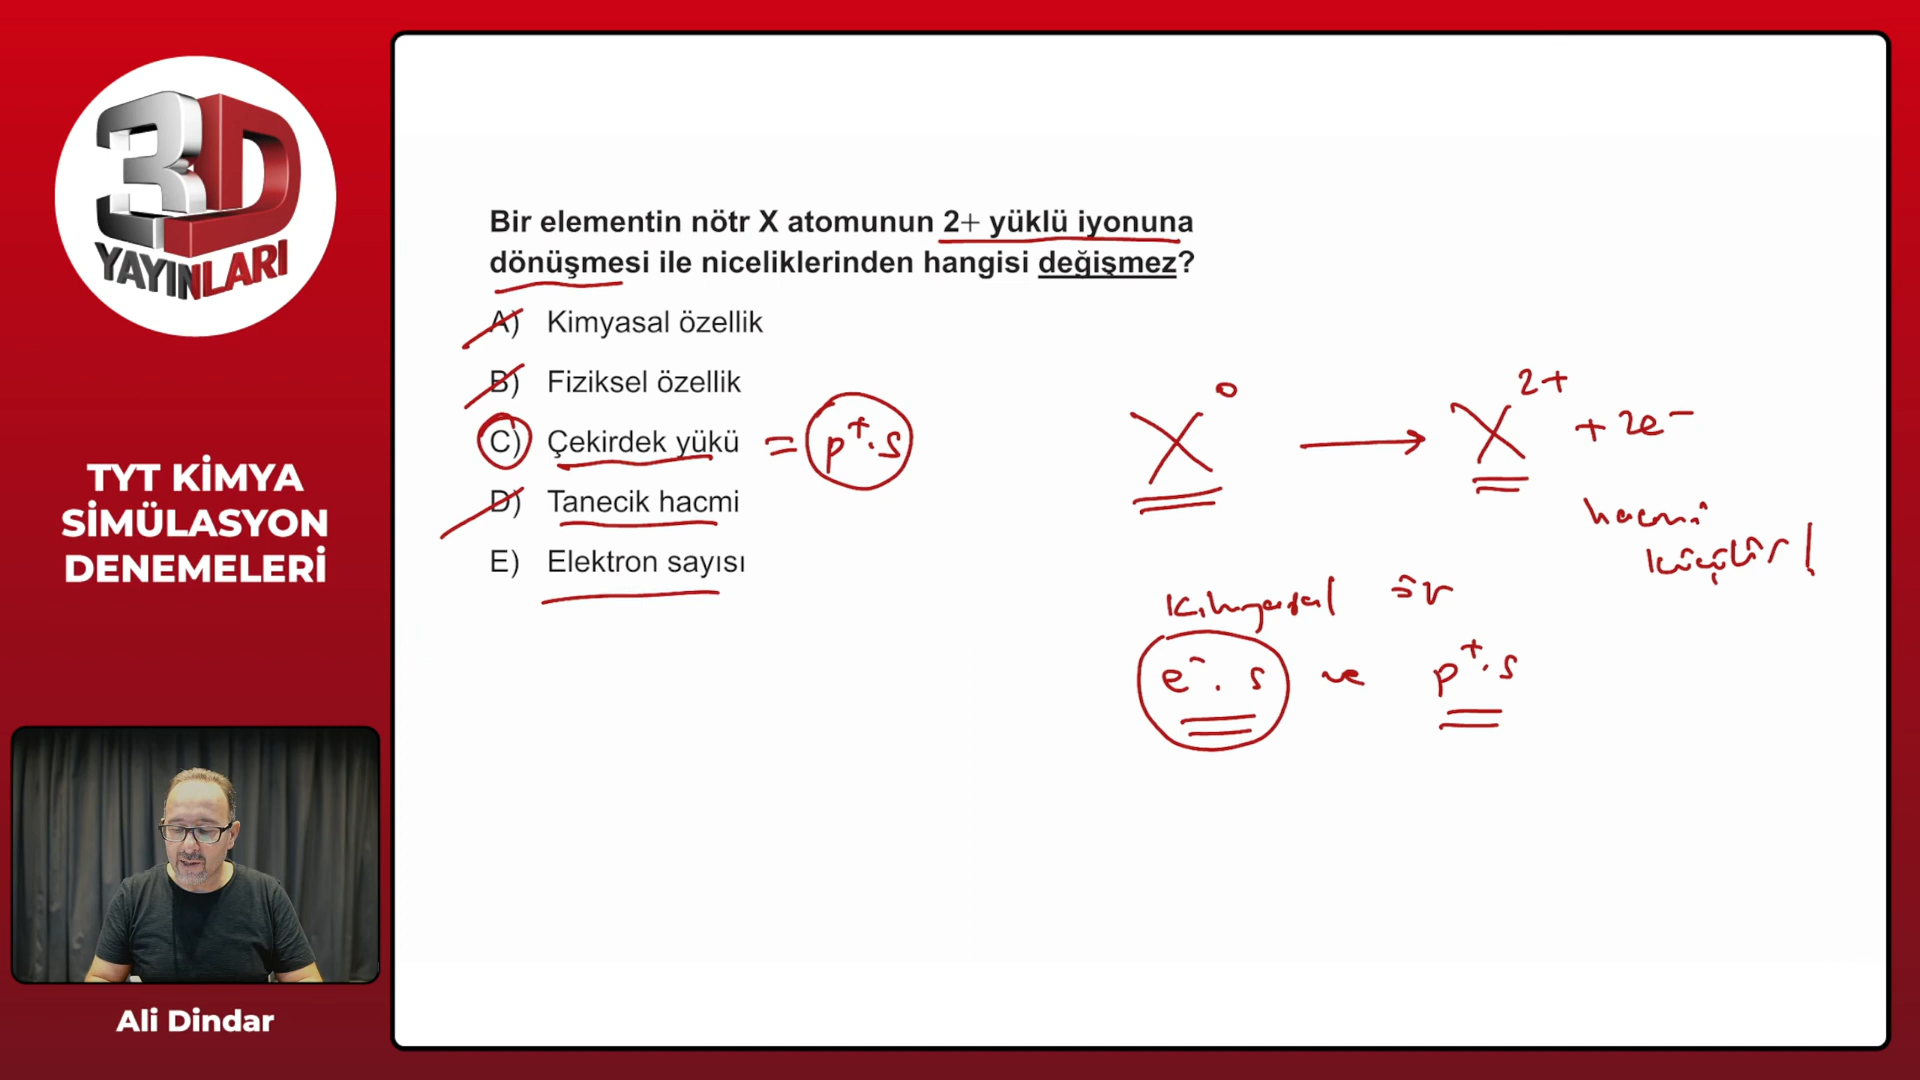 3D
YAYINLARI
TYT KİMYA
SİMÜLASYON
DENEMELERİ
Ali Dindar
Bir elementin nötr X atomunun 2+ yüklü iyonuna
dönüşmesi ile niceliklerinden hangisi değişmez?
A) Kimyasal özellik
B) Fiziksel özellik
C) Çekirdek yükü = p⁺.s
D) Tanecik hacmi
E) Elektron sayısı
X⁰ → X²⁺ + 2e⁻
hacmi
küçülür!
Kimyasal öz
e⁻.s ve p⁺.s